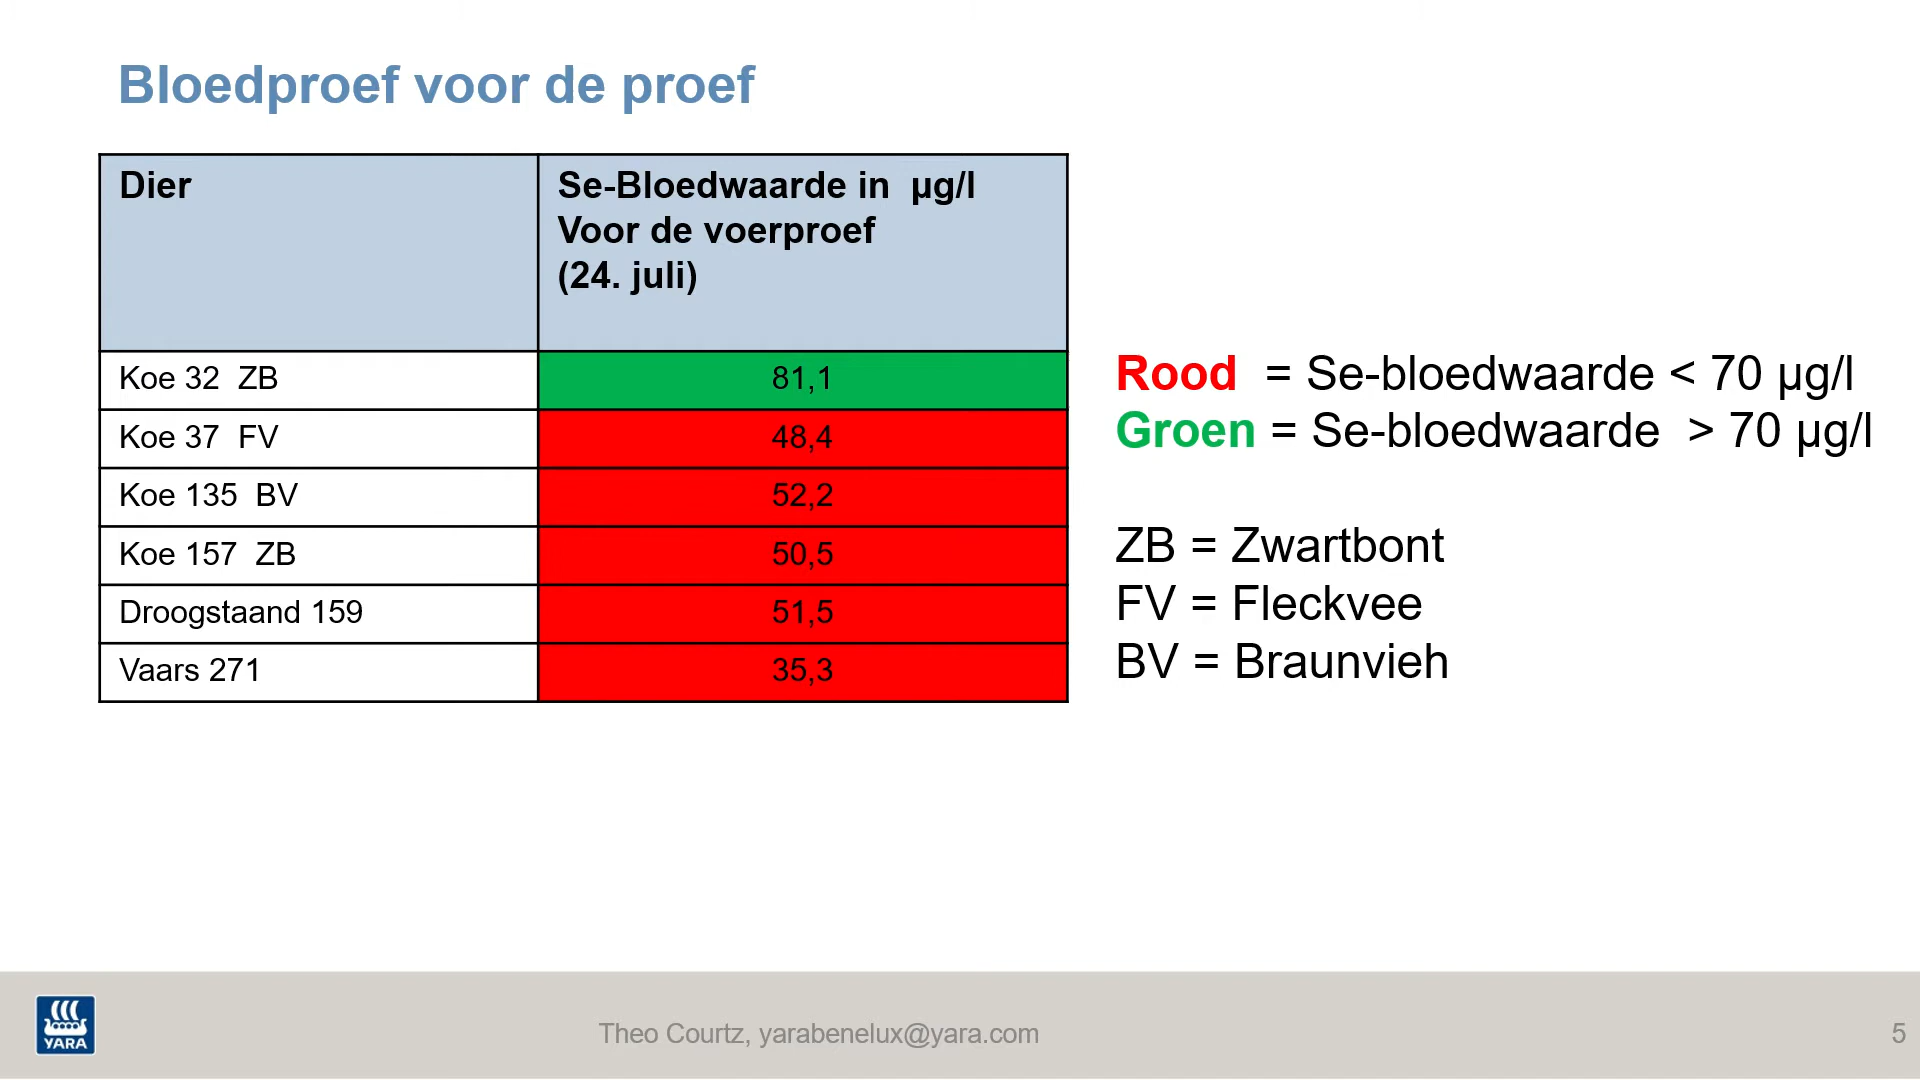 Bloedproef voor de proef
Dier
Se-Bloedwaarde in µg/l
Voor de voerproef
(24. juli)
Koe 32 ZB
81,1
Koe 37 FV
48,4
Koe 135 BV
52,2
Koe 157 ZB
50,5
Droogstaand 159
51,5
Vaars 271
35,3
Rood = Se-bloedwaarde < 70 µg/l
Groen = Se-bloedwaarde > 70 µg/l
ZB = Zwartbont
FV = Fleckvee
BV = Braunvieh
YARA
Theo Courtz, yarabenelux@yara.com
5